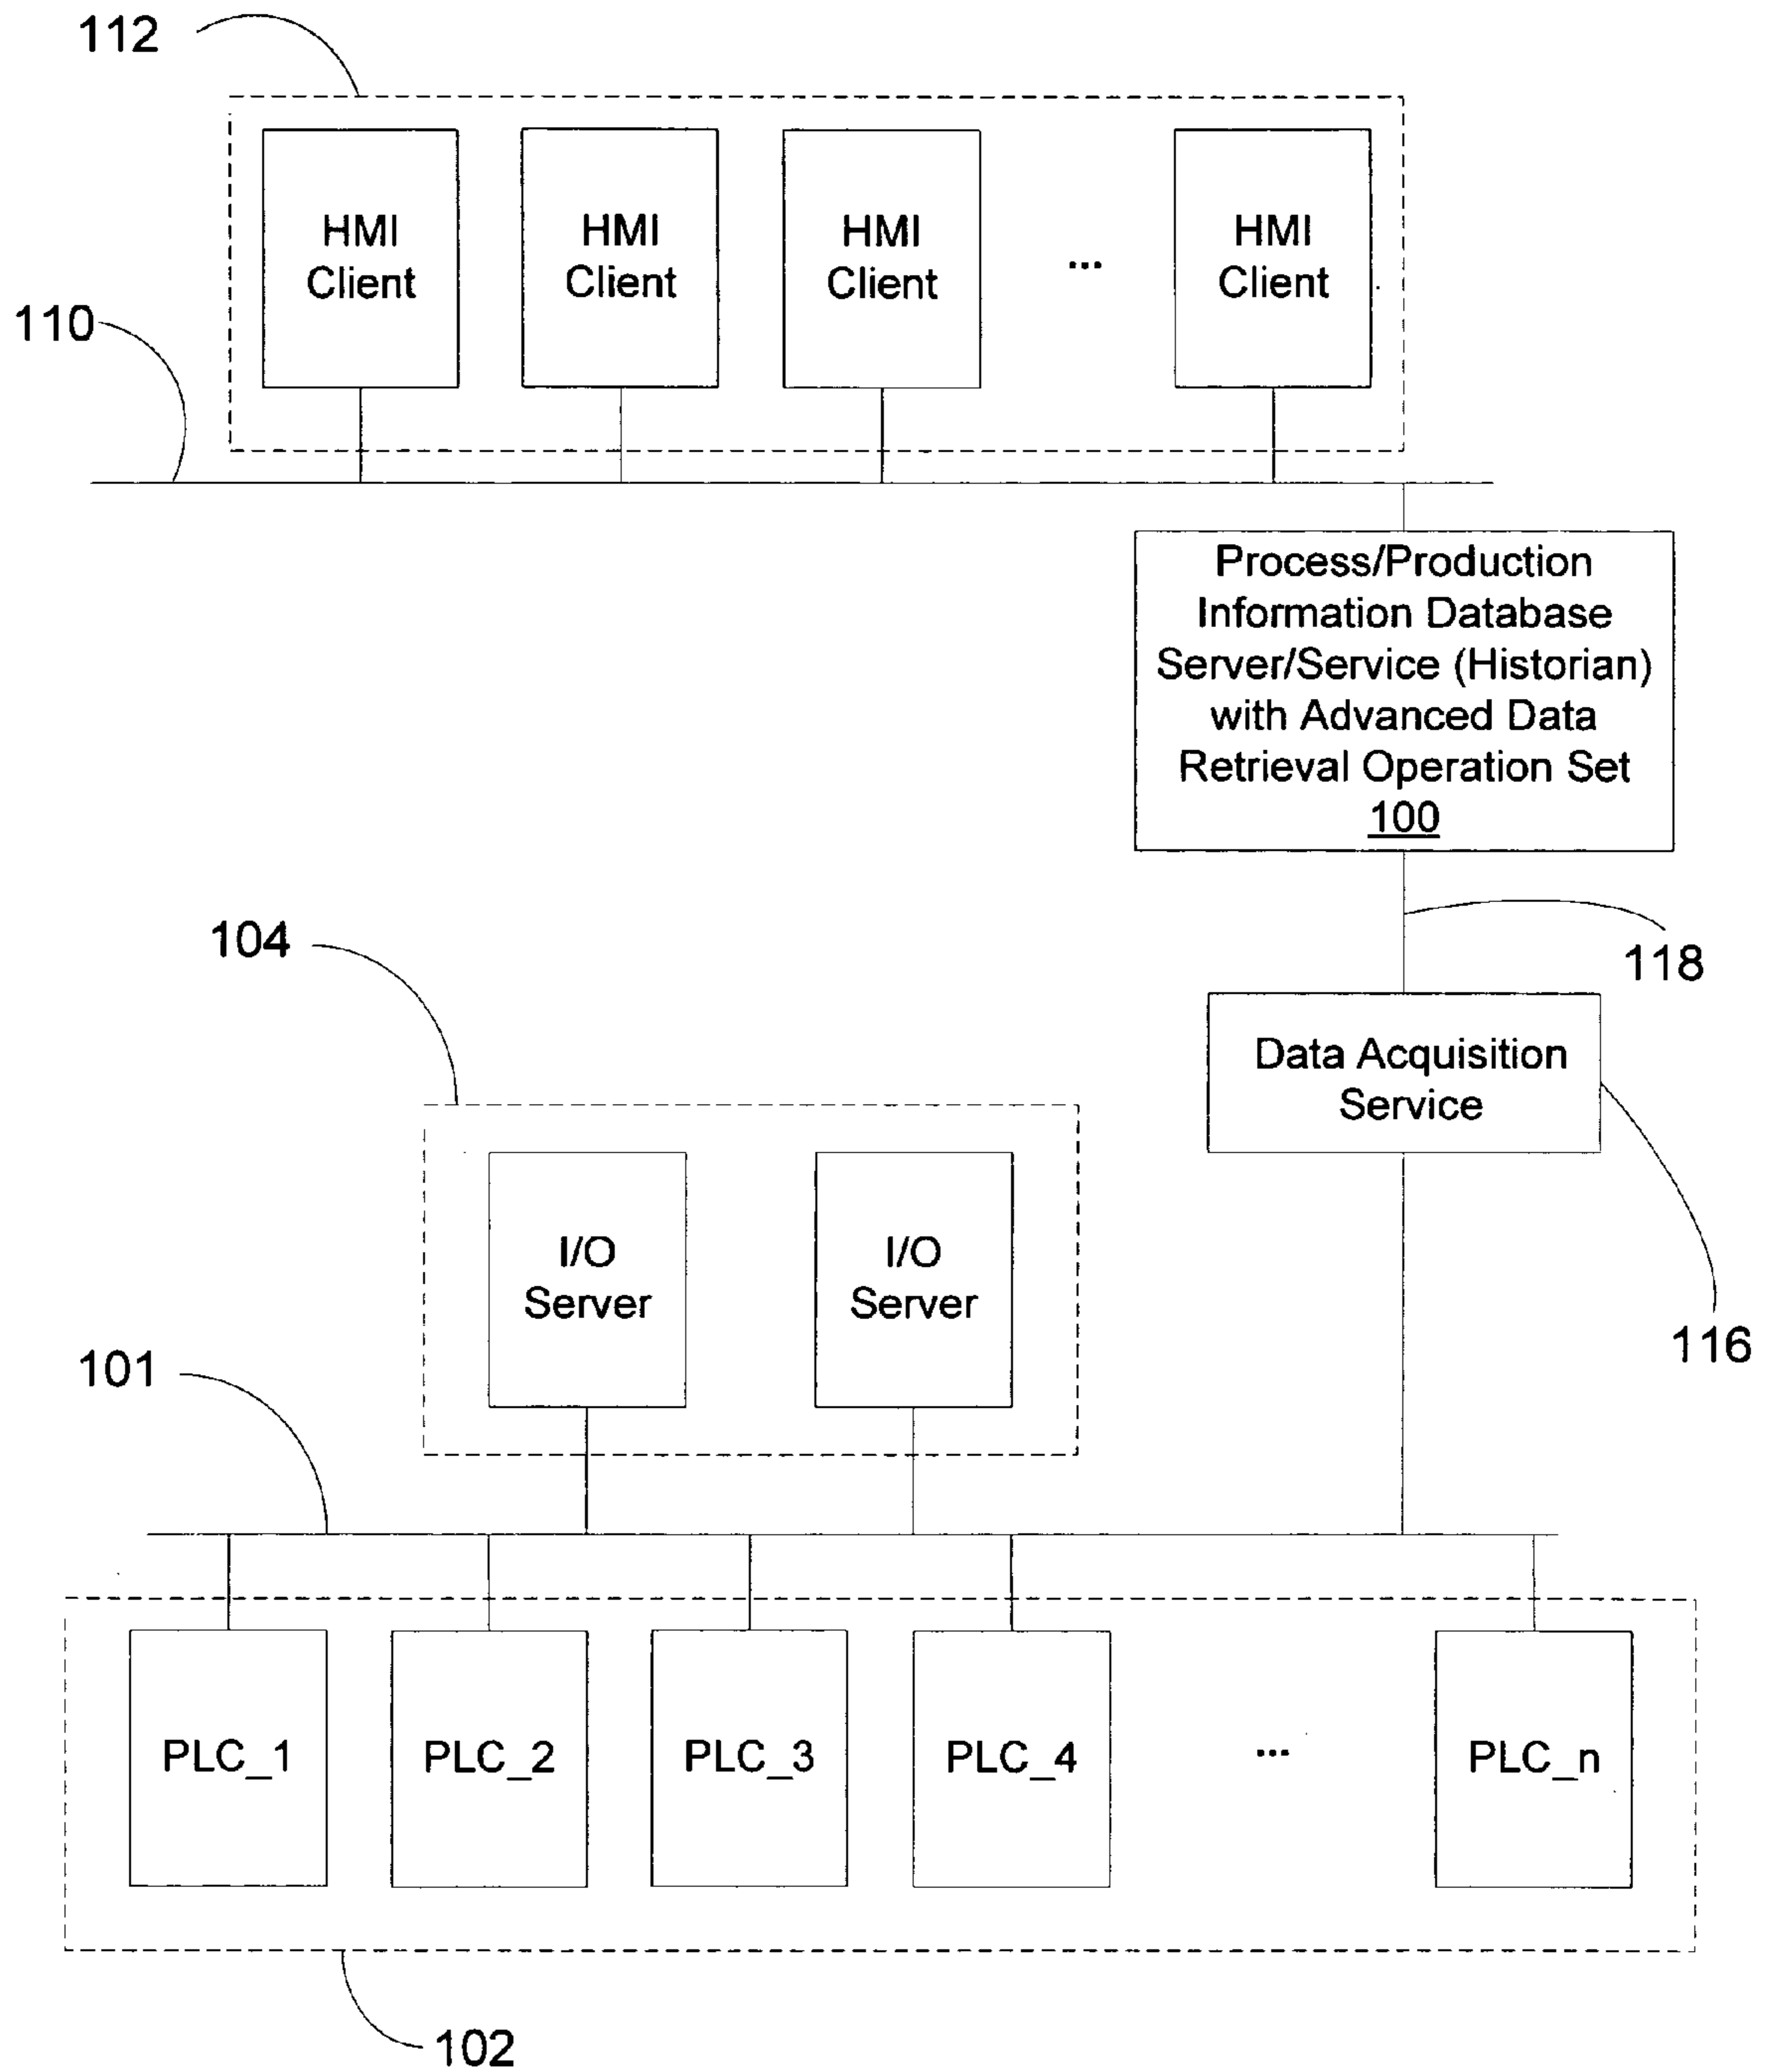 112
HMI
Client
HMI
Client
HMI
Client
...
HMI
Client
110
Process/Production
Information Database
Server/Service (Historian)
with Advanced Data
Retrieval Operation Set
100
118
104
Data Acquisition
Service
I/O
Server
I/O
Server
116
101
PLC_1
PLC_2
PLC_3
PLC_4
...
PLC_n
102